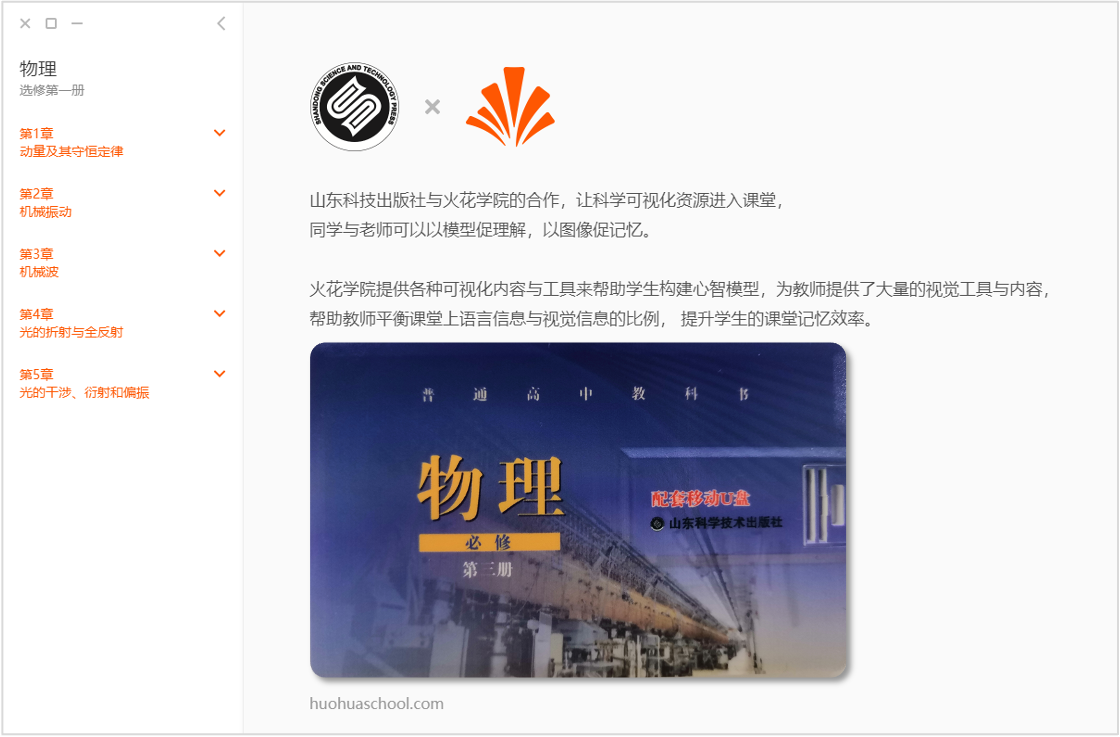 物理
选修第一册
第1章
动量及其守恒定律
第2章
机械振动
第3章
机械波
第4章
光的折射与全反射
第5章
光的干涉、衍射和偏振
SHANDONG SCIENCE AND TECHNOLOGY PRESS
山东科技出版社与火花学院的合作，让科学可视化资源进入课堂，
同学与老师可以以模型促理解，以图像促记忆。
火花学院提供各种可视化内容与工具来帮助学生构建心智模型，为教师提供了大量的视觉工具与内容，
帮助教师平衡课堂上语言信息与视觉信息的比例， 提升学生的课堂记忆效率。
普通高中教科书
物理
必修
第三册
配套移动U盘
山东科学技术出版社
huohuaschool.com